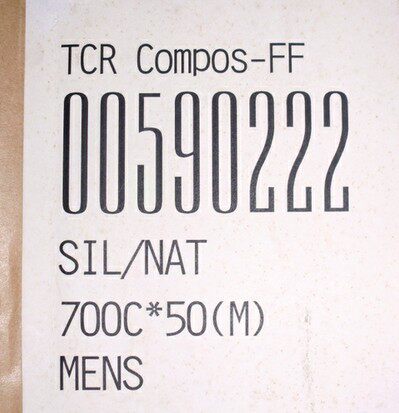 TCR Compos-FF
00590222
SIL/NAT
700C*50(M)
MENS